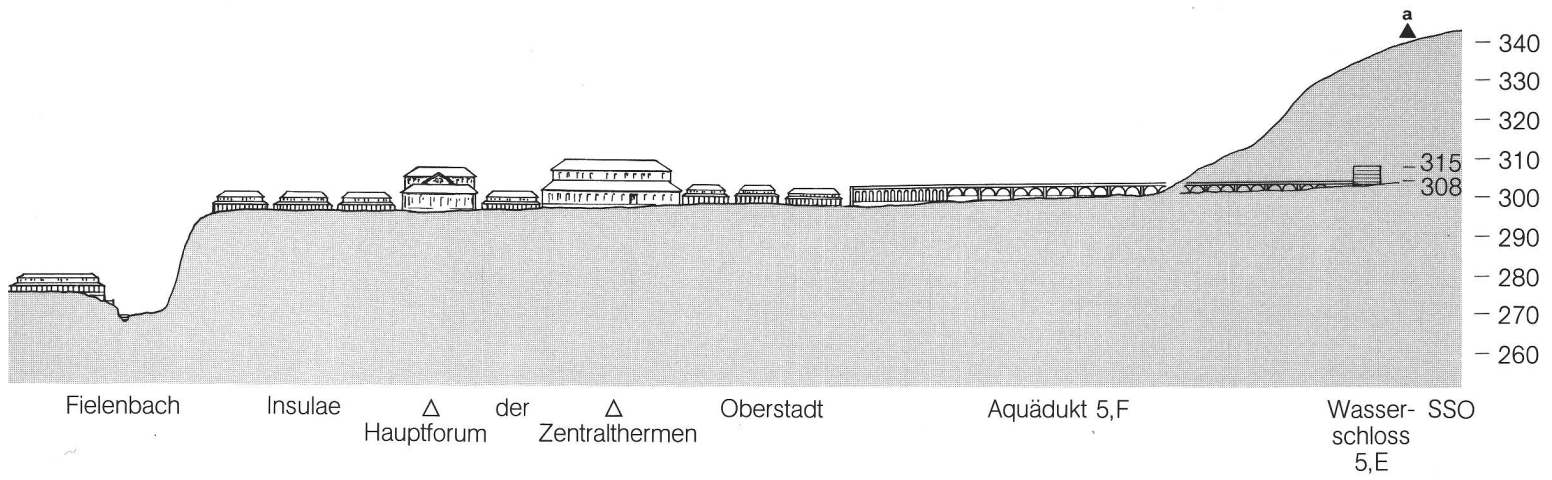 a
340
330
320
310
315
308
300
290
280
270
260
Fielenbach Insulae △ der △ Oberstadt Aquädukt 5,F Wasser- SSO
Hauptforum Zentralthermen schloss
5,E